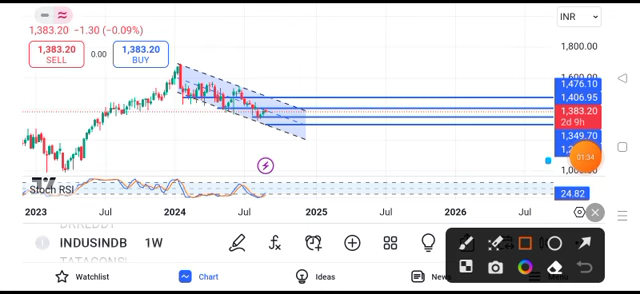 INR
1,383.20 −1.30 (−0.09%)
1,383.20
SELL
0.00
1,383.20
BUY
1,800.00
1,476.10
1,406.95
1,383.20
2d 9h
1,349.70
01:34
Stoch RSI
24.82
2023
Jul
2024
Jul
2025
Jul
2026
Jul
INDUSINDB
1W
Watchlist
Chart
Ideas